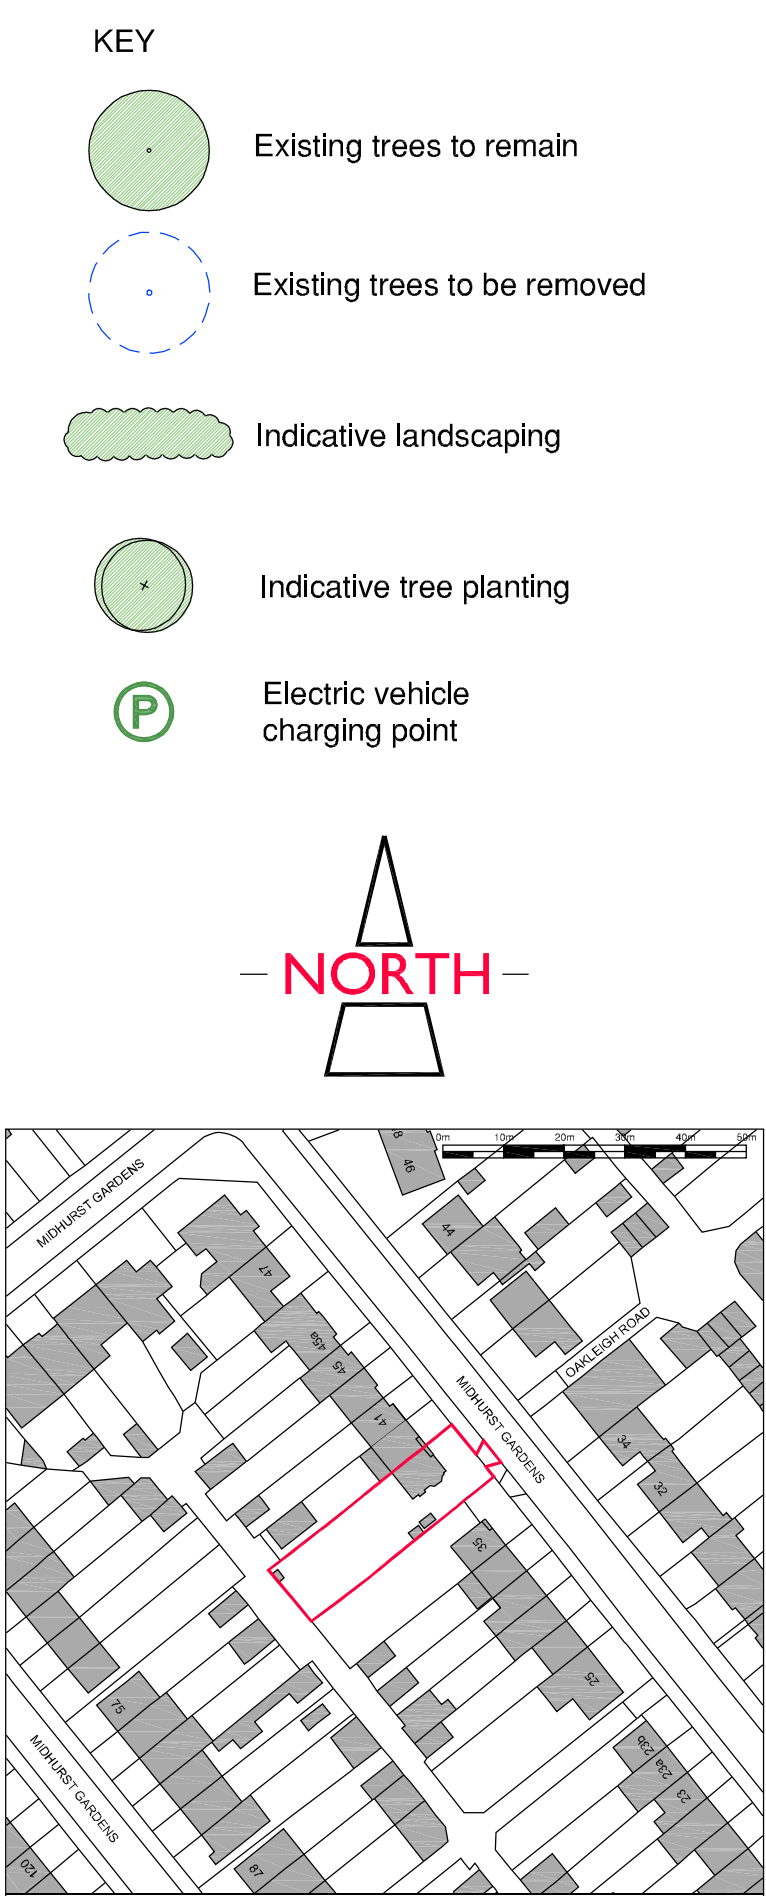 KEY
Existing trees to remain
Existing trees to be removed
Indicative landscaping
Indicative tree planting
P
Electric vehicle
charging point
NORTH
0m 10m 20m 30m 40m 50m
46
MIDHURST GARDENS
44
47
45a
45
41
OAKLEIGH ROAD
MIDHURST GARDENS
34
32
35
25
75
MIDHURST GARDENS
23b
23a
23
120